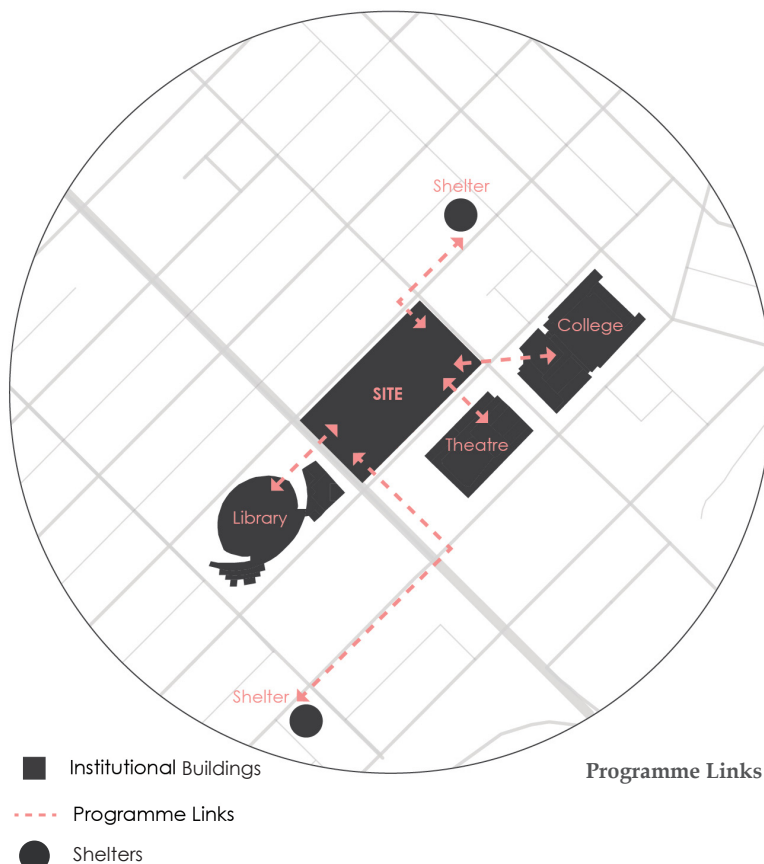 Shelter
College
SITE
Theatre
Library
Shelter
Institutional Buildings
Programme Links
Programme Links
Shelters